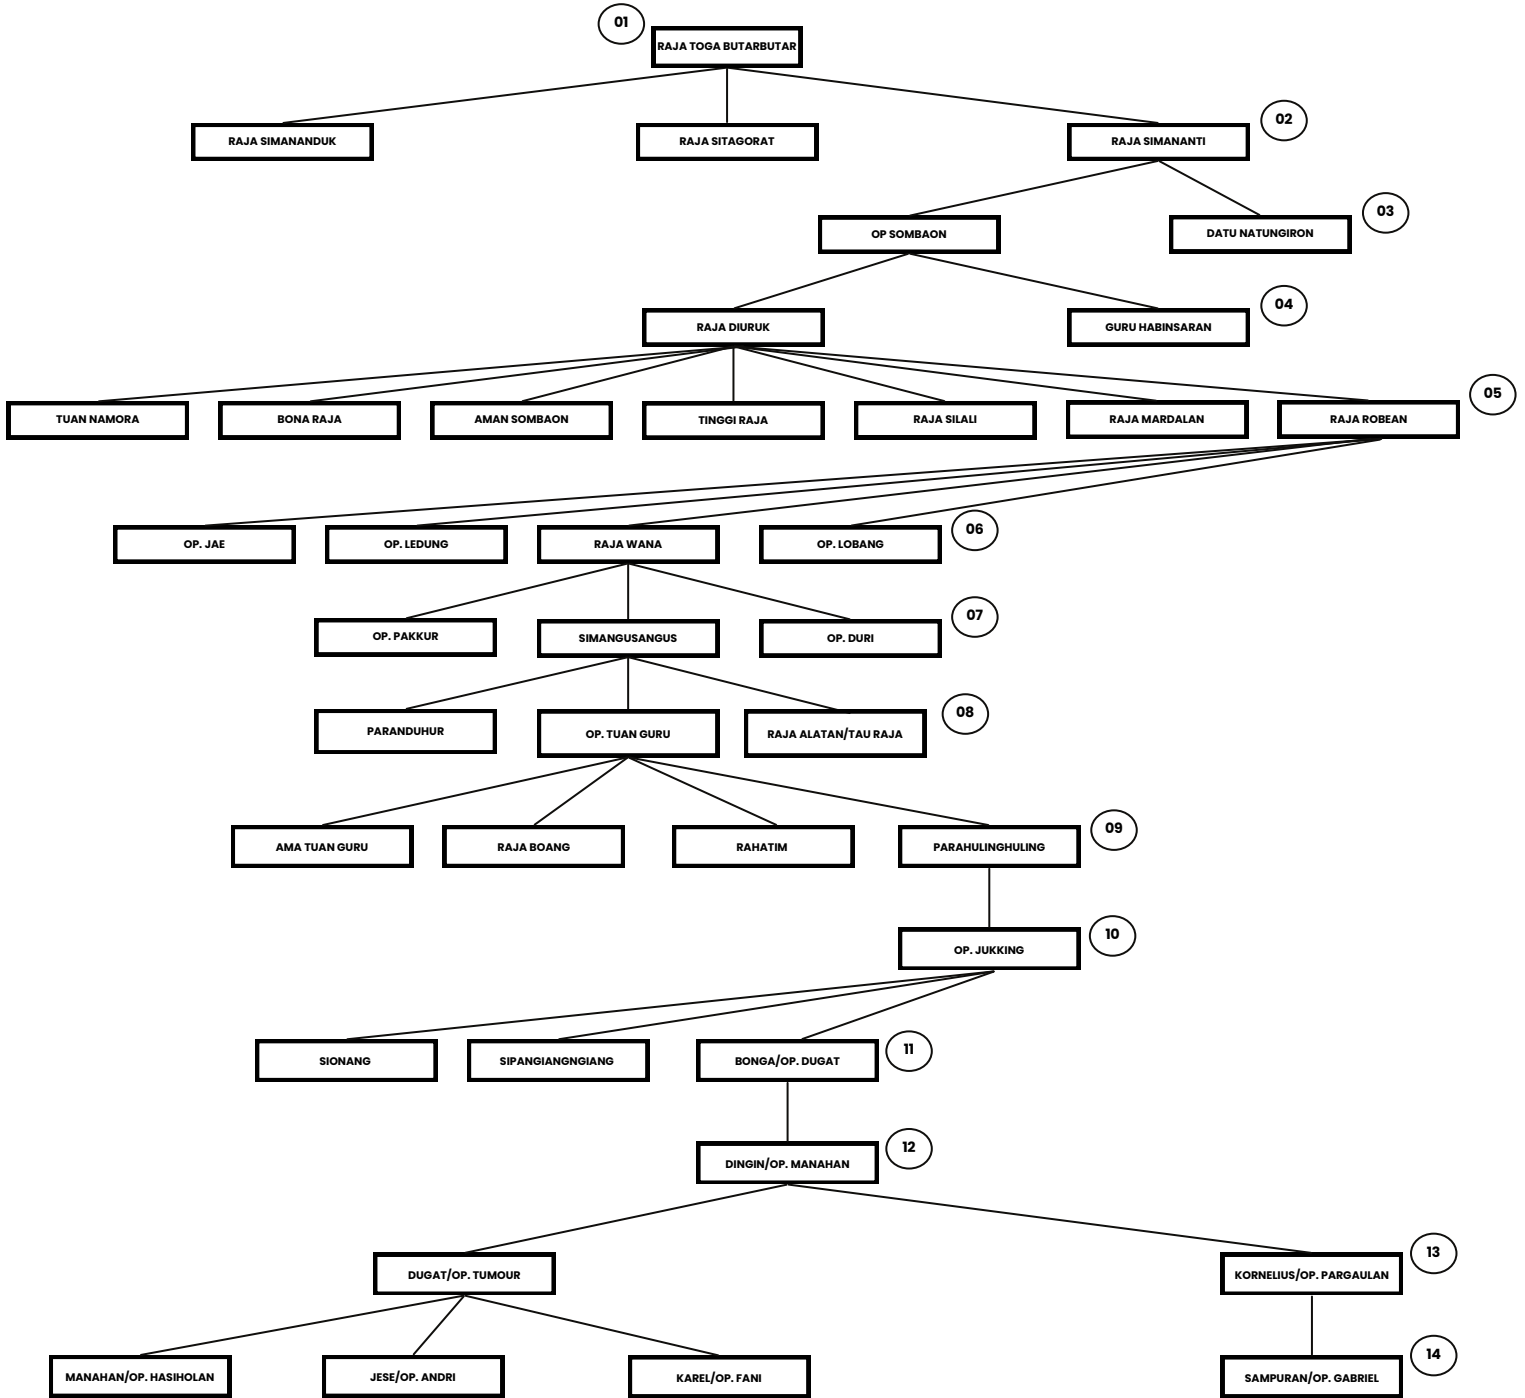 01
RAJA TOGA BUTARBUTAR
RAJA SIMANANDUK
RAJA SITAGORAT
RAJA SIMANANTI
02
OP SOMBAON
DATU NATUNGIRON
03
RAJA DIURUK
GURU HABINSARAN
04
TUAN NAMORA
BONA RAJA
AMAN SOMBAON
TINGGI RAJA
RAJA SILALI
RAJA MARDALAN
RAJA ROBEAN
05
OP. JAE
OP. LEDUNG
RAJA WANA
OP. LOBANG
06
OP. PAKKUR
SIMANGUSANGUS
OP. DURI
07
PARANDUHUR
OP. TUAN GURU
RAJA ALATAN/TAU RAJA
08
AMA TUAN GURU
RAJA BOANG
RAHATIM
PARAHULINGHULING
09
OP. JUKKING
10
SIONANG
SIPANGIANGNGIANG
BONGA/OP. DUGAT
11
DINGIN/OP. MANAHAN
12
DUGAT/OP. TUMOUR
KORNELIUS/OP. PARGAULAN
13
MANAHAN/OP. HASIHOLAN
JESE/OP. ANDRI
KAREL/OP. FANI
SAMPURAN/OP. GABRIEL
14